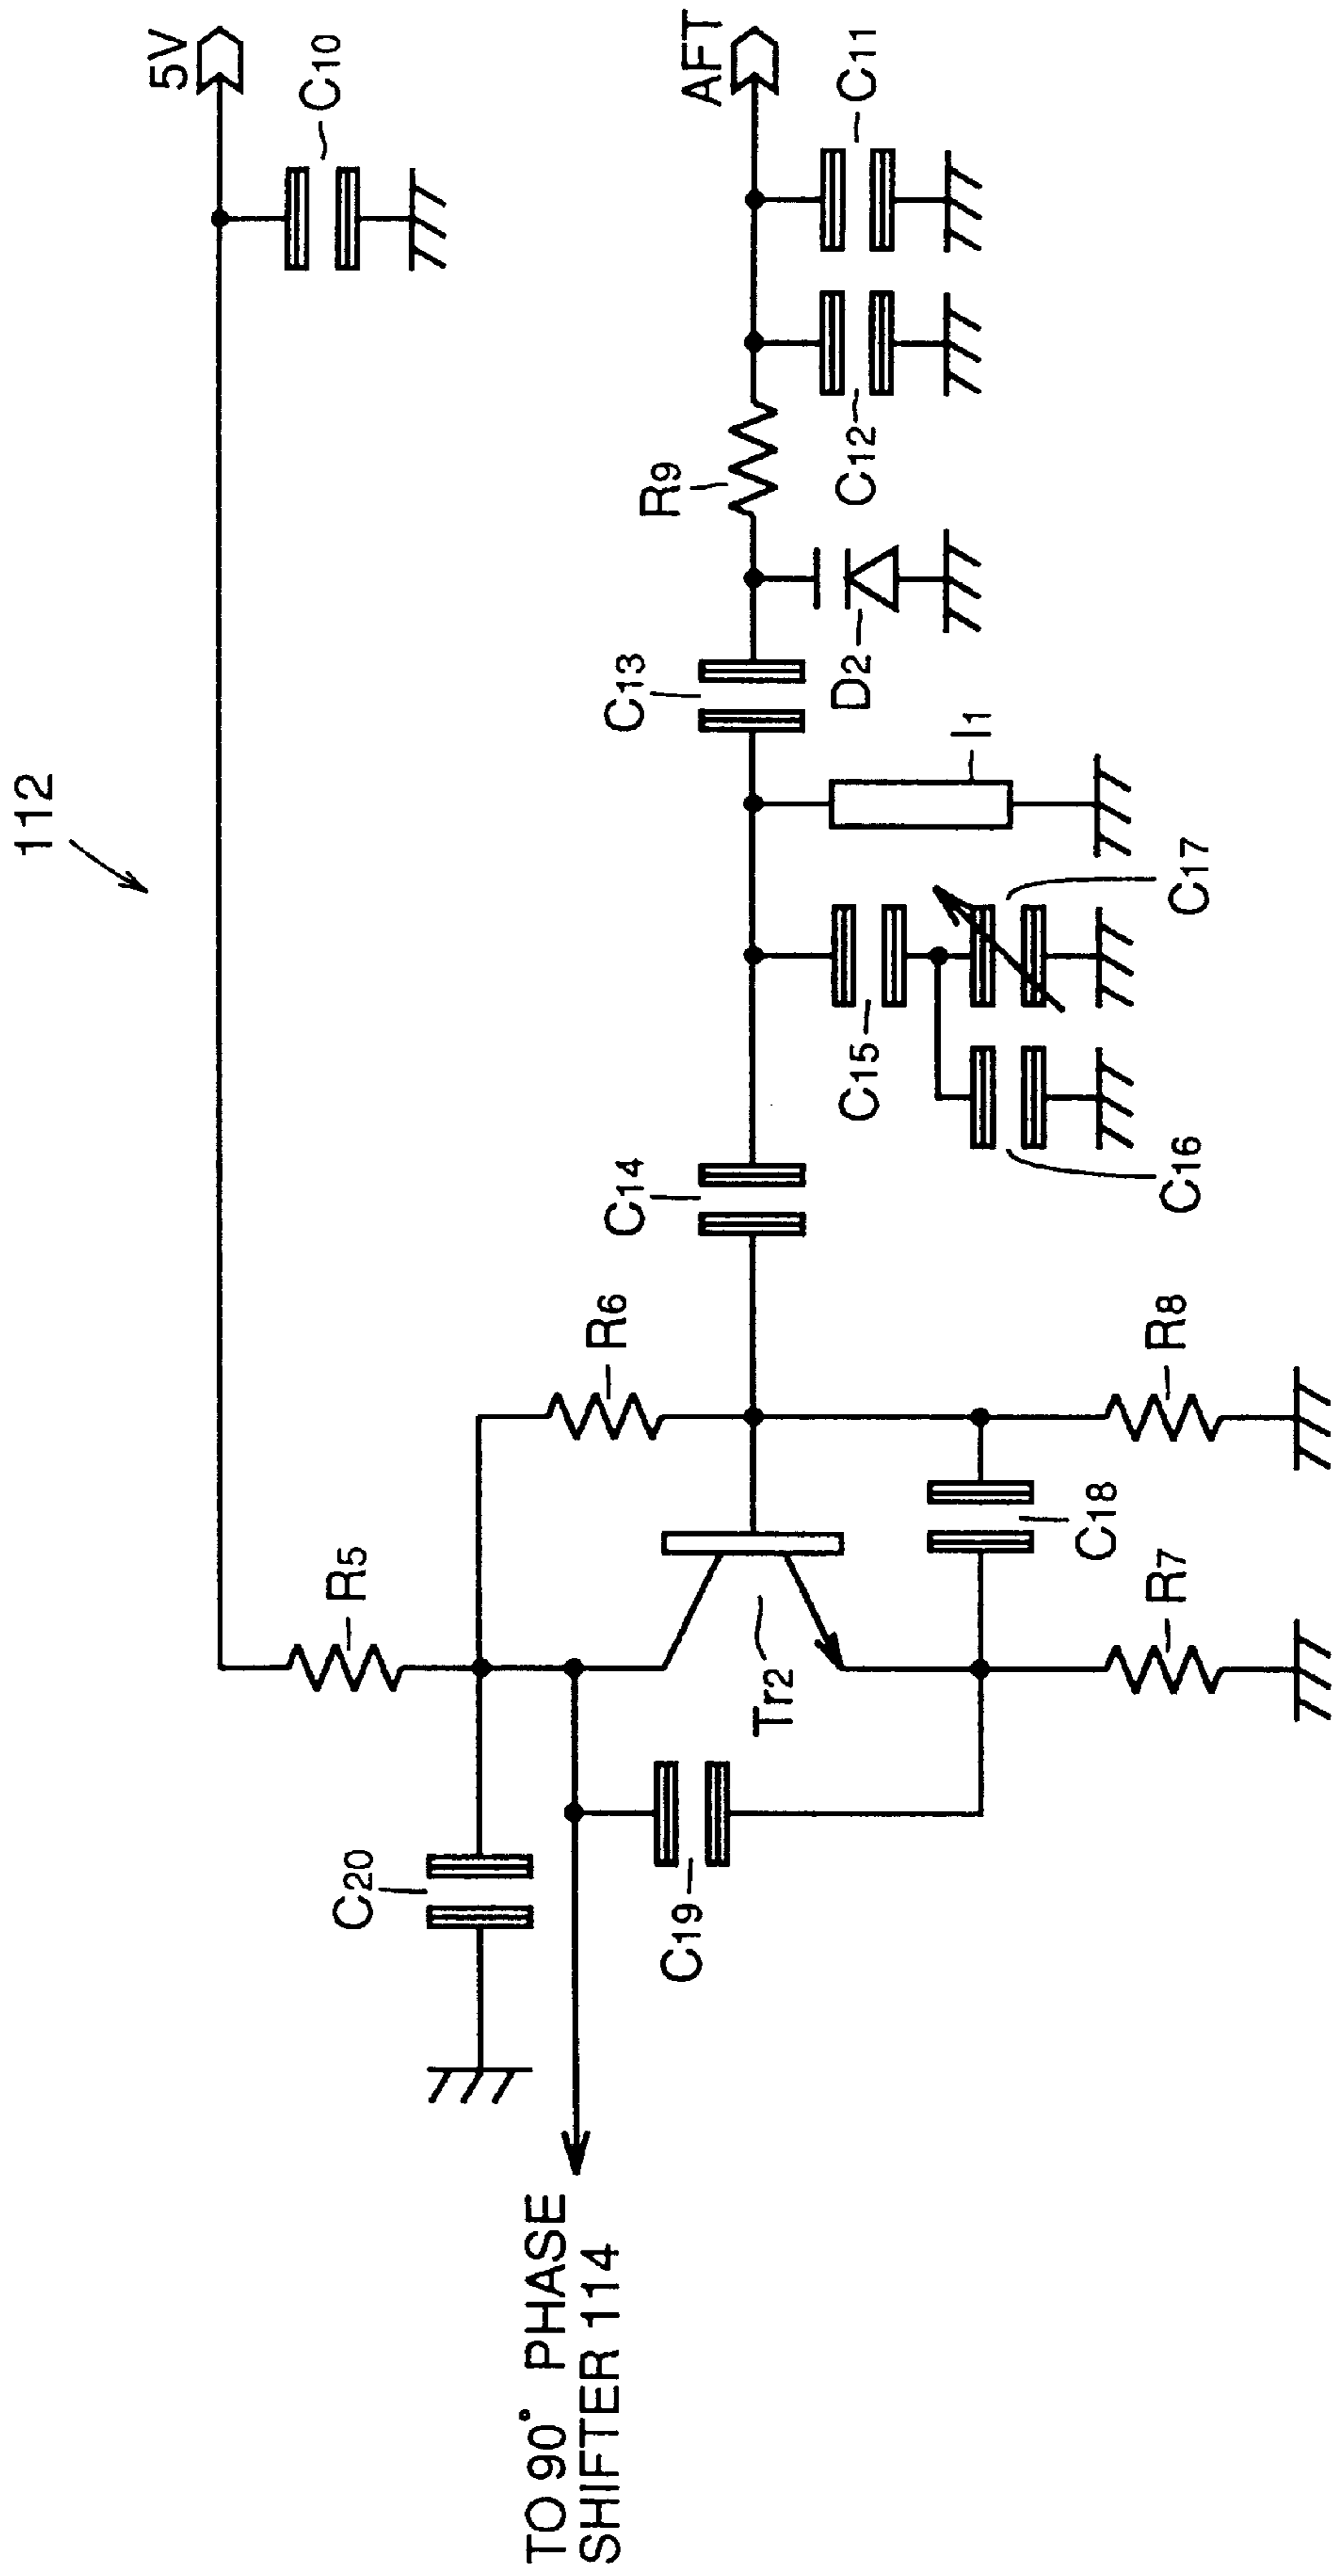 112
5V
C10
AFT
C11
C12
R9
D2
C13
I1
C17
C15
C16
C14
R6
R8
C18
R5
R7
Tr2
C19
C20
TO 90° PHASE
SHIFTER 114